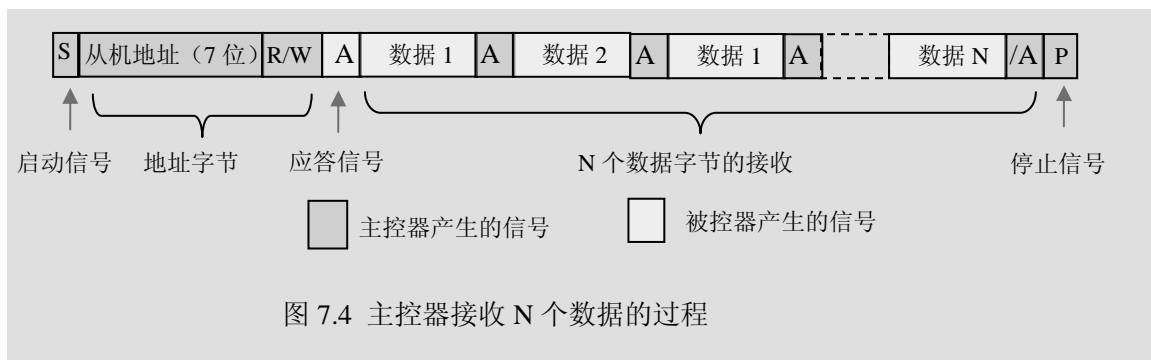 S 从机地址（7 位） R/W A 数据 1 A 数据 2 A 数据 1 A 数据 N /A P
启动信号 地址字节 应答信号 N 个数据字节的接收 停止信号
主控器产生的信号 被控器产生的信号
图 7.4 主控器接收 N 个数据的过程